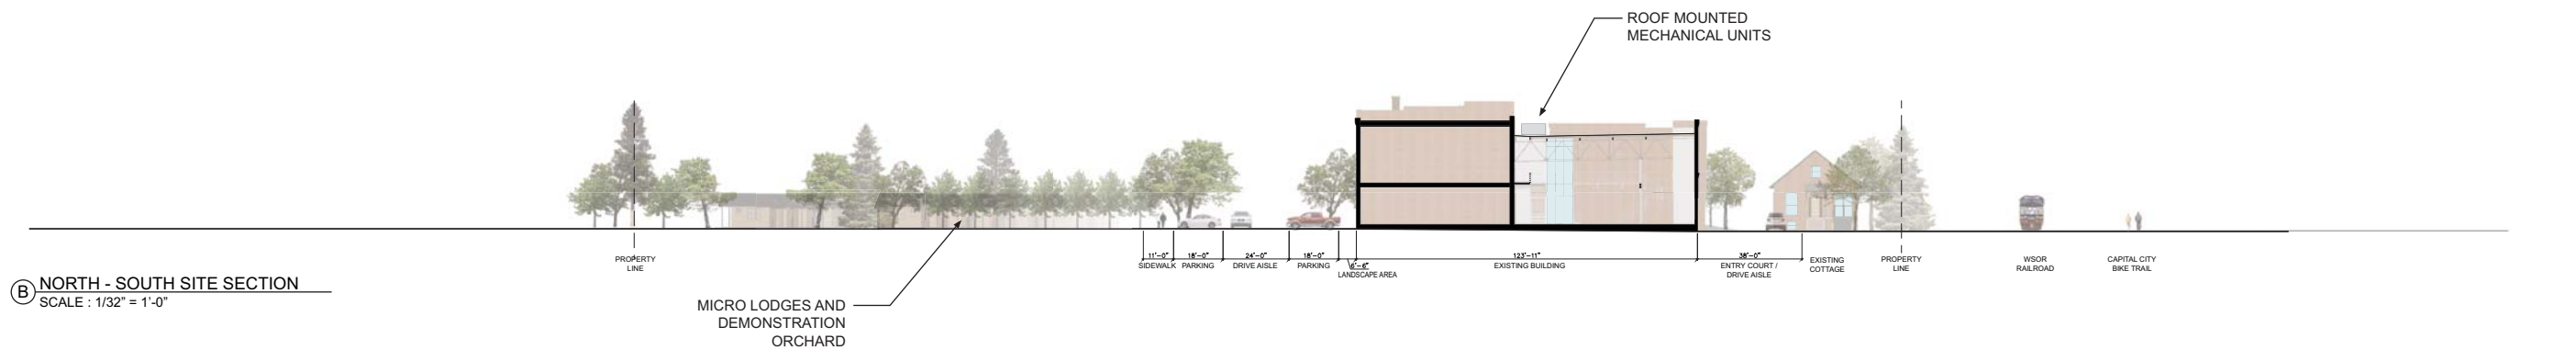 ROOF MOUNTED
MECHANICAL UNITS
PROPERTY
LINE
11'-0"
SIDEWALK
18'-0"
PARKING
24'-0"
DRIVE AISLE
18'-0"
PARKING
6'-6"
LANDSCAPE AREA
123'-11"
EXISTING BUILDING
38'-0"
ENTRY COURT /
DRIVE AISLE
EXISTING
COTTAGE
PROPERTY
LINE
WSOR
RAILROAD
CAPITAL CITY
BIKE TRAIL
B
NORTH - SOUTH SITE SECTION
SCALE : 1/32" = 1'-0"
MICRO LODGES AND
DEMONSTRATION
ORCHARD